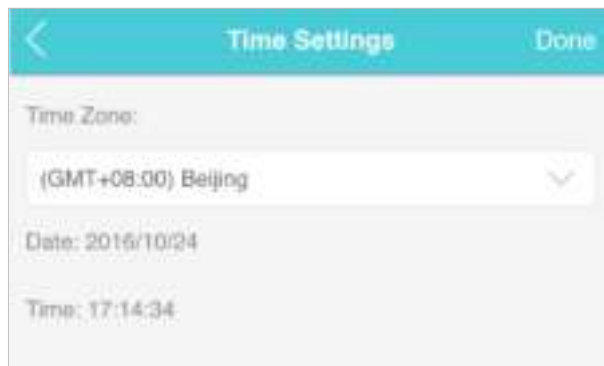 Time Settings Done
Time Zone:
(GMT+08:00) Beijing
Date: 2016/10/24
Time: 17:14:34